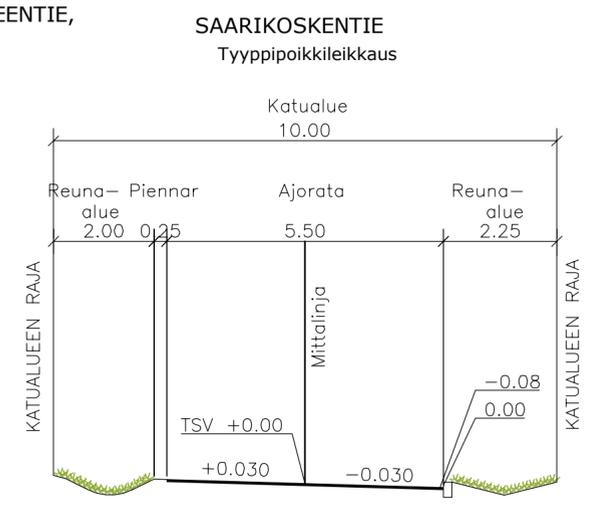 EENTIE,
SAARIKOSKENTIE
Tyyppipoikkileikkaus
Katualue
10.00
Reuna- Piennar Ajorata Reuna-
alue alue
2.00 0.25 5.50 2.25
KATUALUEEN RAJA
Mittalinja
KATUALUEEN RAJA
-0.08
0.00
TSV +0.00
+0.030 -0.030